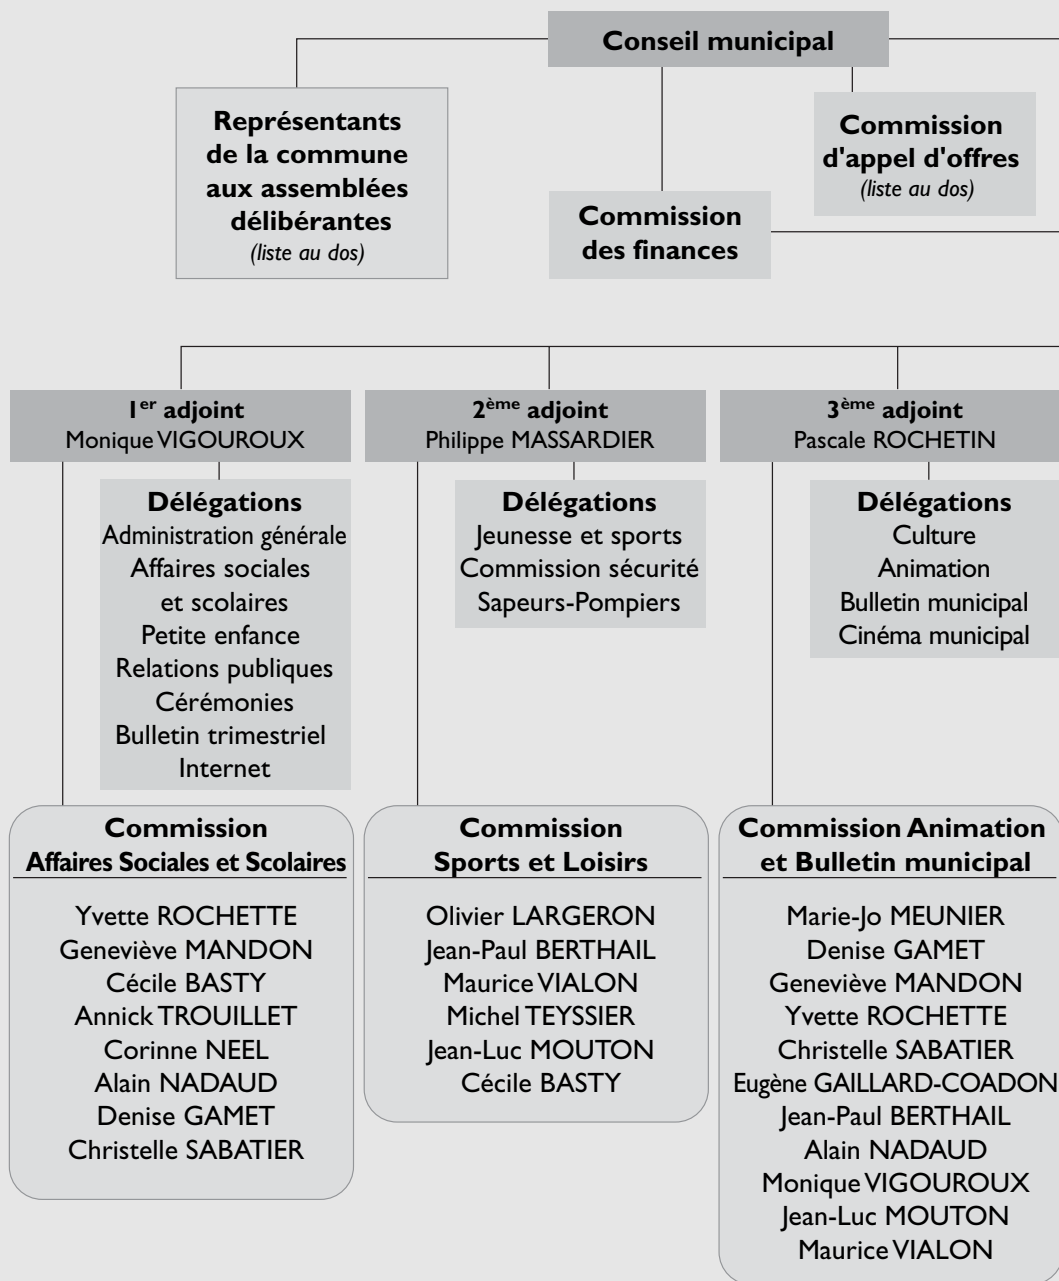 Conseil municipal
Représentants
de la commune
aux assemblées
délibérantes
(liste au dos)
Commission
d'appel d'offres
(liste au dos)
Commission
des finances
1er adjoint
Monique VIGOUROUX
Délégations
Administration générale
Affaires sociales
et scolaires
Petite enfance
Relations publiques
Cérémonies
Bulletin trimestriel
Internet
Commission
Affaires Sociales et Scolaires
Yvette ROCHETTE
Geneviève MANDON
Cécile BASTY
Annick TROUILLET
Corinne NEEL
Alain NADAUD
Denise GAMET
Christelle SABATIER
2ème adjoint
Philippe MASSARDIER
Délégations
Jeunesse et sports
Commission sécurité
Sapeurs-Pompiers
Commission
Sports et Loisirs
Olivier LARGERON
Jean-Paul BERTHAIL
Maurice VIALON
Michel TEYSSIER
Jean-Luc MOUTON
Cécile BASTY
3ème adjoint
Pascale ROCHETIN
Délégations
Culture
Animation
Bulletin municipal
Cinéma municipal
Commission Animation
et Bulletin municipal
Marie-Jo MEUNIER
Denise GAMET
Geneviève MANDON
Yvette ROCHETTE
Christelle SABATIER
Eugène GAILLARD-COADON
Jean-Paul BERTHAIL
Alain NADAUD
Monique VIGOUROUX
Jean-Luc MOUTON
Maurice VIALON